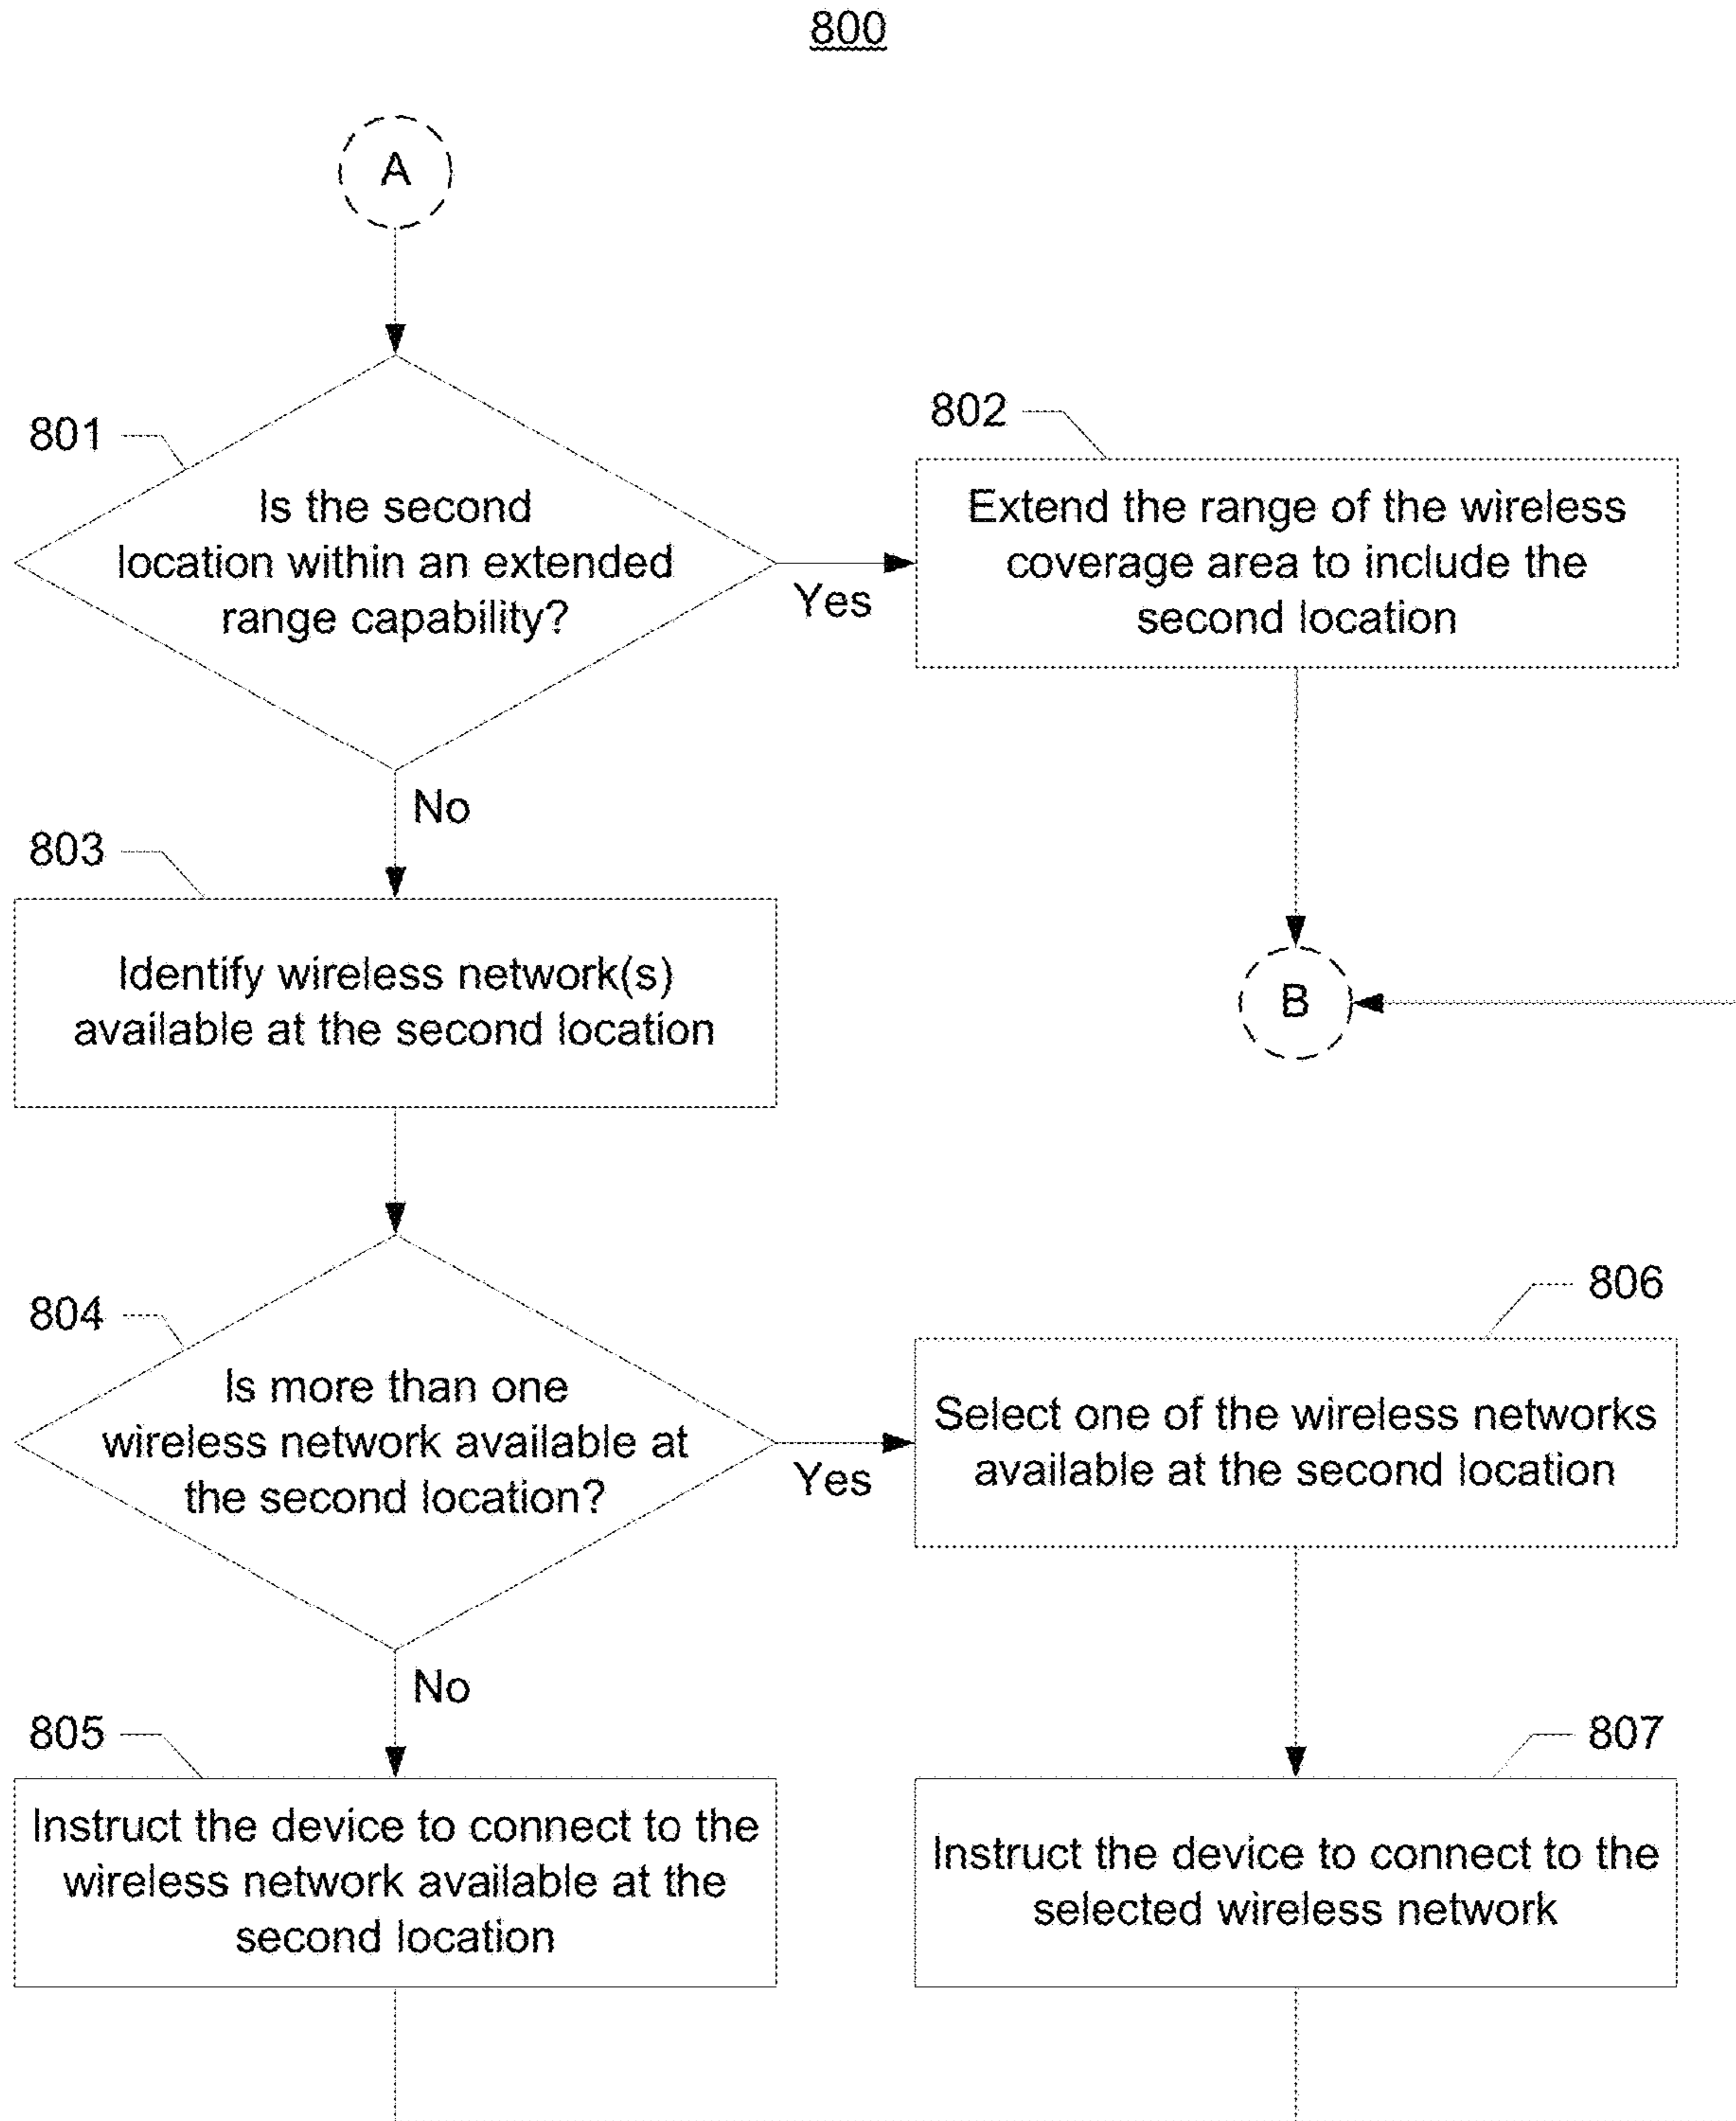 800
A
801
Is the second
location within an extended
range capability?
Yes
802
Extend the range of the wireless
coverage area to include the
second location
No
803
Identify wireless network(s)
available at the second location
B
804
Is more than one
wireless network available at
the second location?
Yes
806
Select one of the wireless networks
available at the second location
No
805
Instruct the device to connect to the
wireless network available at the
second location
807
Instruct the device to connect to the
selected wireless network